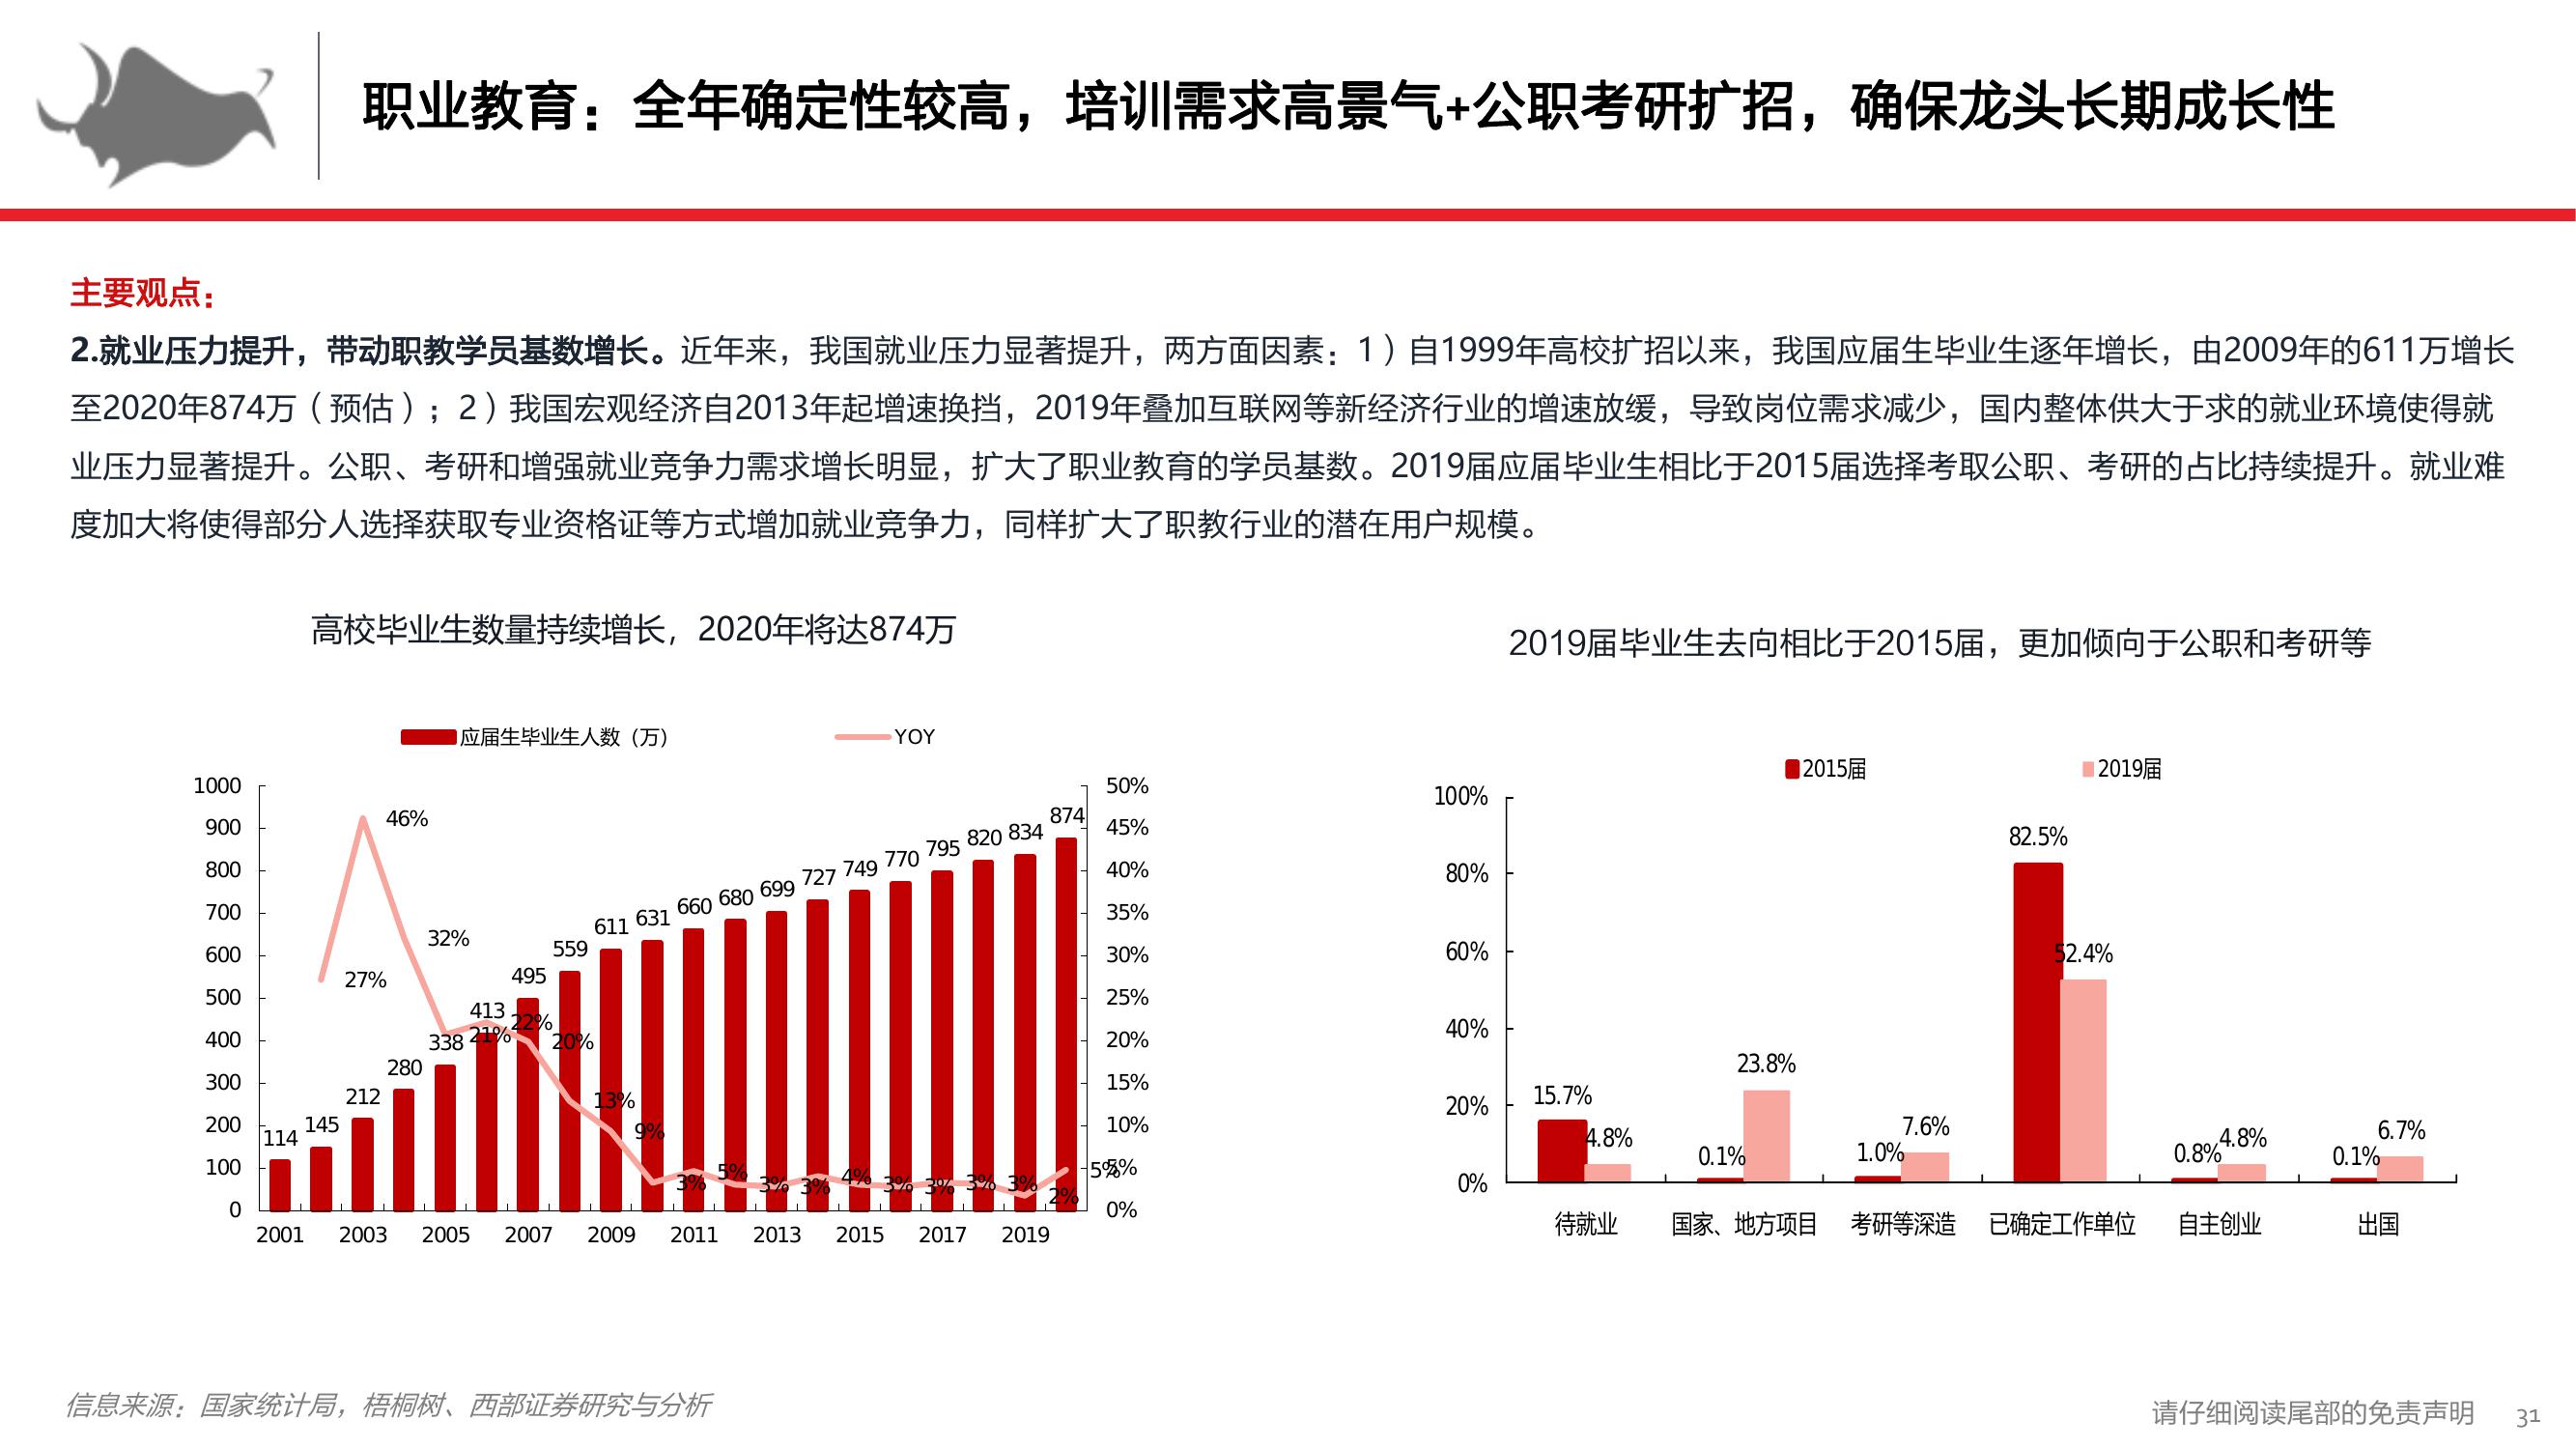 职业教育：全年确定性较高，培训需求高景气+公职考研扩招，确保龙头长期成长性
主要观点：
2.就业压力提升，带动职教学员基数增长。近年来，我国就业压力显著提升，两方面因素：1）自1999年高校扩招以来，我国应届生毕业生逐年增长，由2009年的611万增长
至2020年874万（预估）；2）我国宏观经济自2013年起增速换挡，2019年叠加互联网等新经济行业的增速放缓，导致岗位需求减少，国内整体供大于求的就业环境使得就
业压力显著提升。公职、考研和增强就业竞争力需求增长明显，扩大了职业教育的学员基数。2019届应届毕业生相比于2015届选择考取公职、考研的占比持续提升。就业难
度加大将使得部分人选择获取专业资格证等方式增加就业竞争力，同样扩大了职教行业的潜在用户规模。
高校毕业生数量持续增长，2020年将达874万
应届生毕业生人数（万） YOY
1000 900 800 700 600 500 400 300 200 100 0
114 145 212 280 338 413 495 559 611 631 660 680 699 727 749 770 795 820 834 874
27% 46% 32% 21% 22% 20% 13% 9% 3% 5% 3% 3% 4% 3% 3% 3% 3% 2% 5%
50% 45% 40% 35% 30% 25% 20% 15% 10% 5% 0%
2001 2003 2005 2007 2009 2011 2013 2015 2017 2019
2019届毕业生去向相比于2015届，更加倾向于公职和考研等
2015届 2019届
100% 80% 60% 40% 20% 0%
15.7% 4.8% 0.1% 23.8% 1.0% 7.6% 82.5% 52.4% 0.8% 4.8% 0.1% 6.7%
待就业 国家、地方项目 考研等深造 已确定工作单位 自主创业 出国
信息来源：国家统计局，梧桐树、西部证券研究与分析
请仔细阅读尾部的免责声明 31